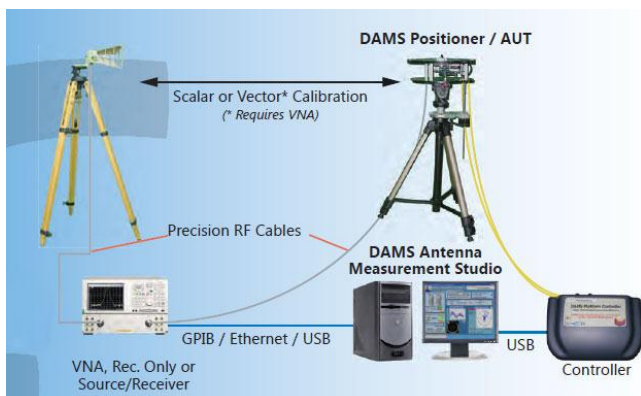 DAMS Positioner / AUT
Scalar or Vector* Calibration
(* Requires VNA)
Precision RF Cables
DAMS Antenna
Measurement Studio
GPIB / Ethernet / USB
USB
VNA, Rec. Only or
Source/Receiver
Controller